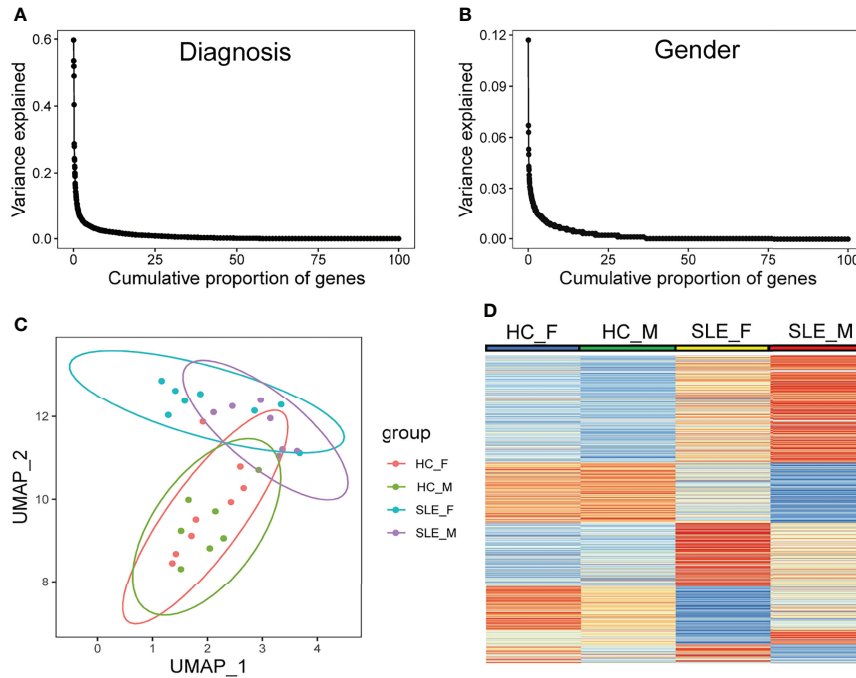 A
Diagnosis
Variance explained
0.6
0.4
0.2
0.0
0 25 50 75 100
Cumulative proportion of genes
B
Gender
Variance explained
0.12
0.09
0.06
0.03
0.00
0 25 50 75 100
Cumulative proportion of genes
C
UMAP_2
12
10
8
0 1 2 3 4
UMAP_1
group
HC_F
HC_M
SLE_F
SLE_M
D
HC_F HC_M SLE_F SLE_M